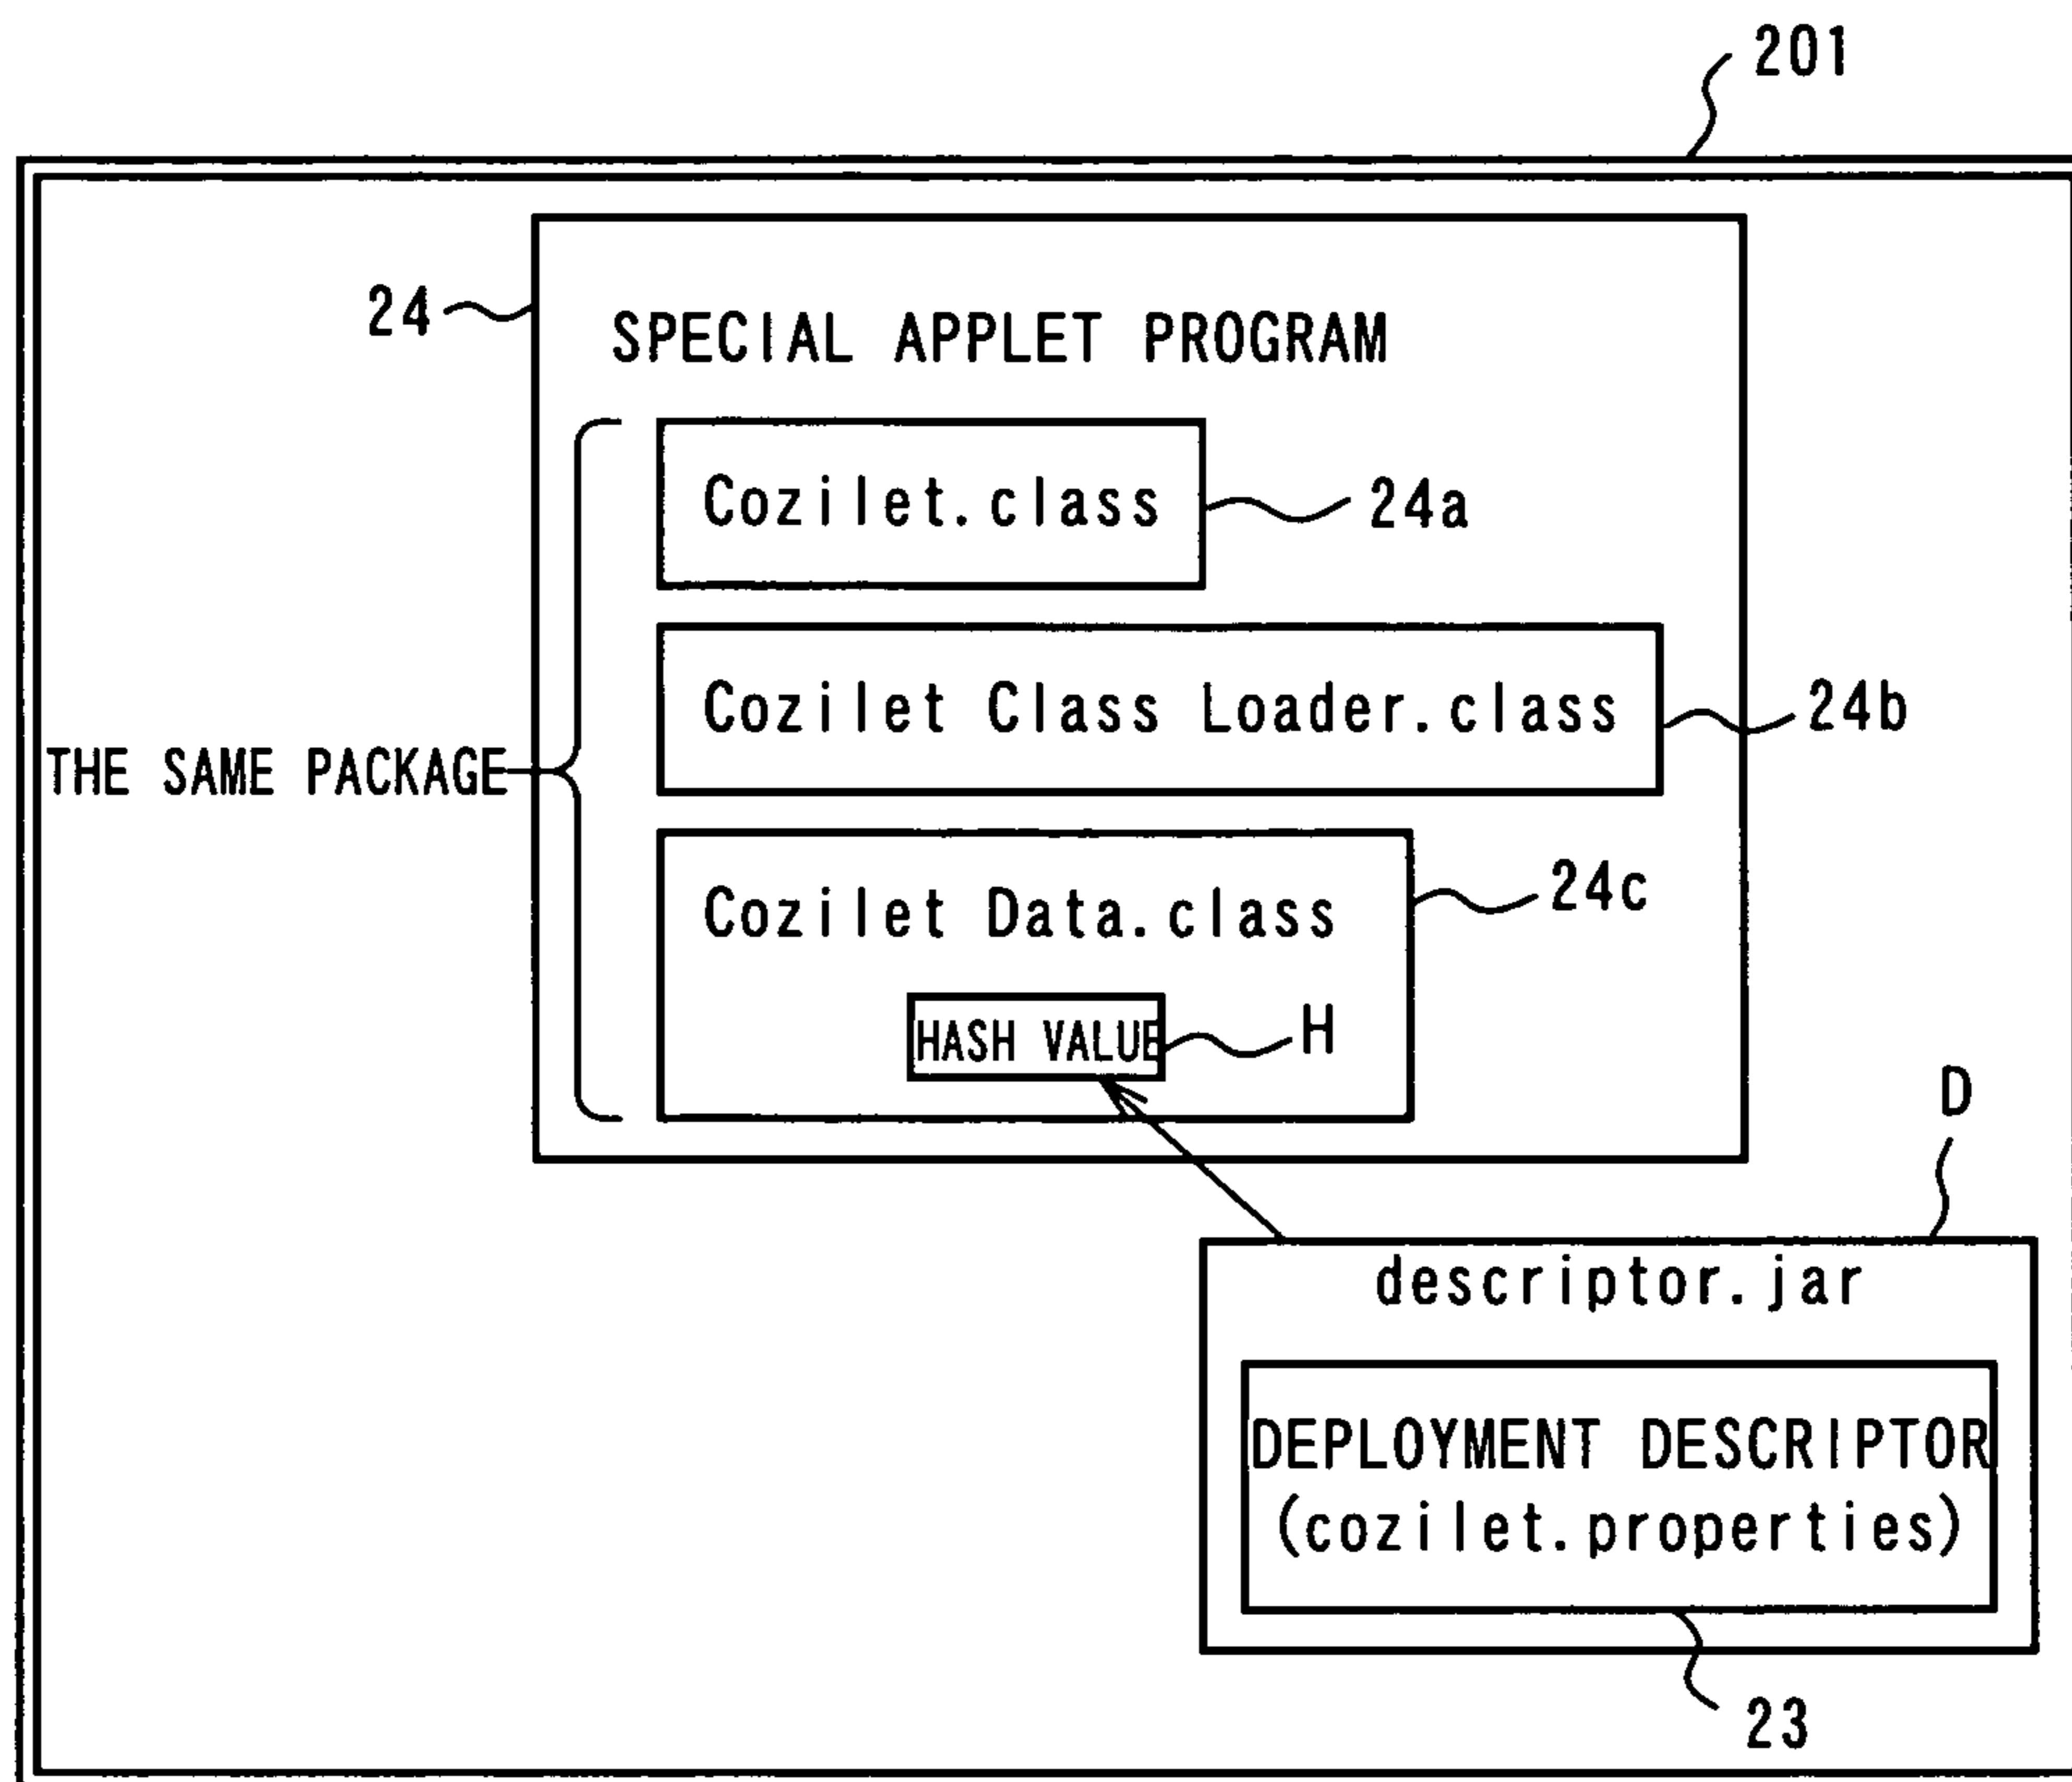 201
24
SPECIAL APPLET PROGRAM
Cozilet.class
24a
Cozilet Class Loader.class
24b
THE SAME PACKAGE
Cozilet Data.class
24c
HASH VALUE
H
D
descriptor.jar
DEPLOYMENT DESCRIPTOR
(cozilet.properties)
23